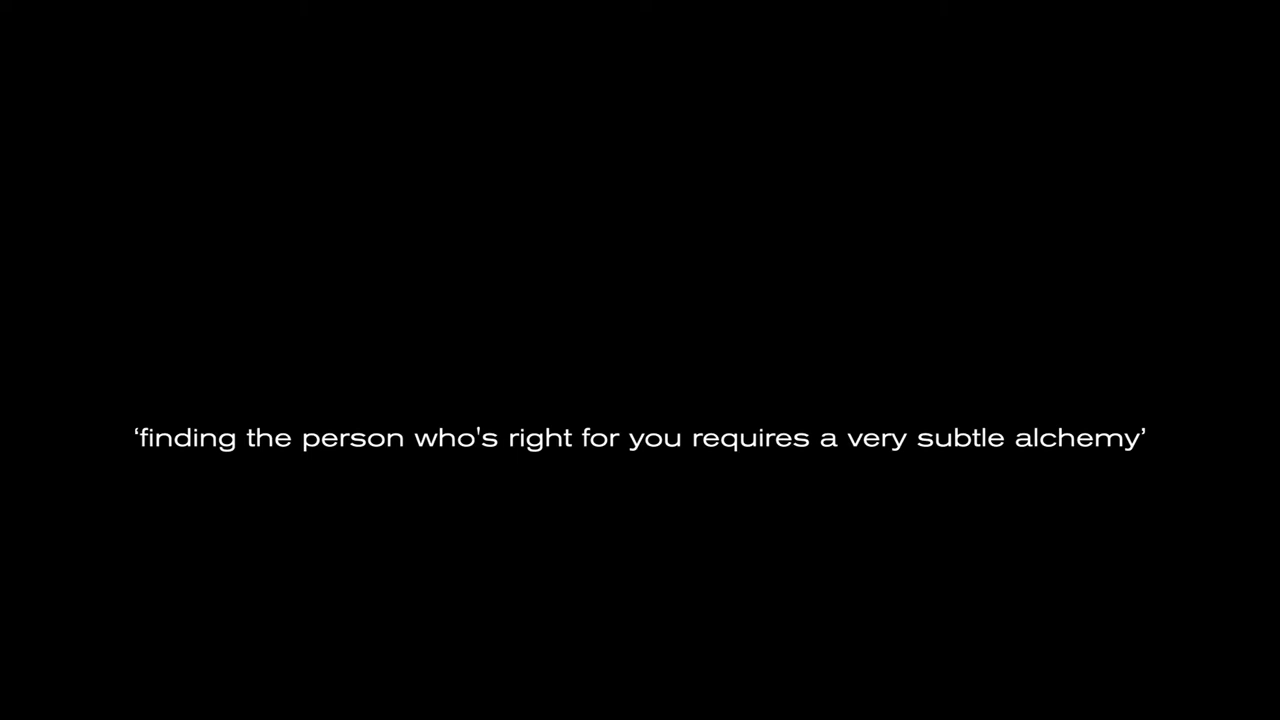 ‘finding the person who's right for you requires a very subtle alchemy’